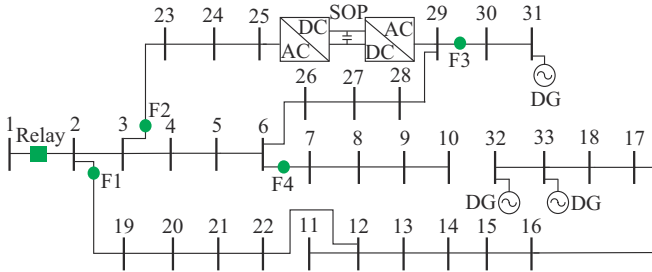 SOP
23 24 25 DC AC 29 30 31
AC DC F3
26 27 28 DG
F2
1 Relay 2 3 4 5 6 7 8 9 10 32 33 18 17
F1 F4
DG DG
19 20 21 22 11 12 13 14 15 16